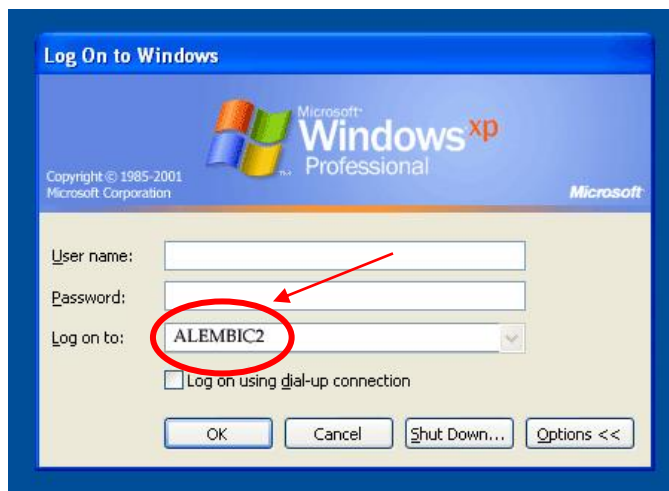 Log On to Windows
Microsoft®
Windows xp
Professional
Copyright © 1985-2001
Microsoft Corporation
Microsoft
User name:
Password:
Log on to: ALEMBIC2
Log on using dial-up connection
OK Cancel Shut Down... Options <<